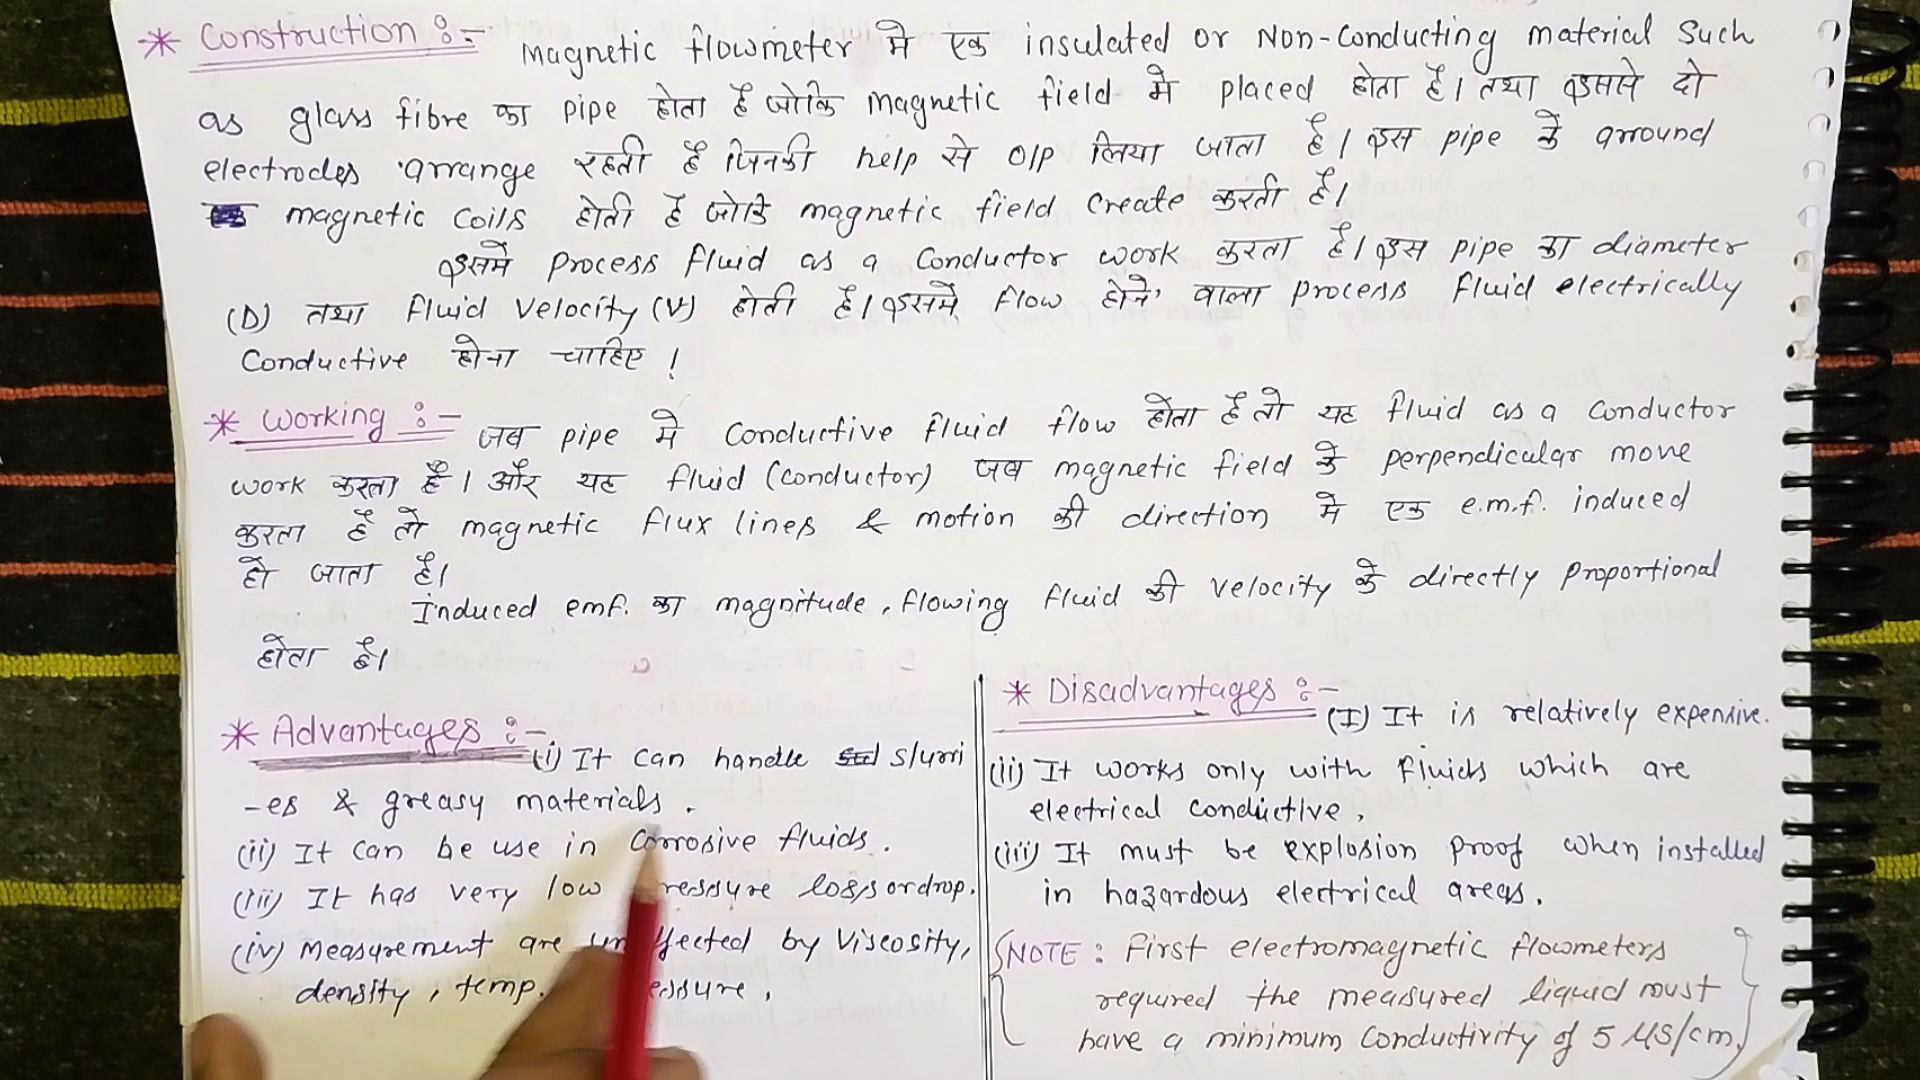 * Construction :- Magnetic flowmeter मे एक insulated or Non-Conducting material Such
as glass fibre का pipe होता है जोकि magnetic field मे placed होता है। तथा इससे दो
electrodes arrange रहती है जिनकी help से O/P लिया जाता है। इस pipe के arround
magnetic coils होती है जोकि magnetic field create करती है।
इसमें process fluid as a conductor work करता है। इस pipe का diameter
(D) तथा fluid velocity (V) होती है। इसमें flow होने वाला process fluid electrically
Conductive होना चाहिए !
* Working :- जब pipe मे conductive fluid flow होता है तो यह fluid as a conductor
work करता है। और यह fluid (conductor) जब magnetic field के perpendicular move
करता है तो magnetic flux lines & motion की direction मे एक e.m.f. induced
हो जाता है।
Induced emf. का magnitude, flowing fluid की velocity के directly proportional
होता है।
* Advantages :- (i) It can handle slurri
-es & greasy materials.
(ii) It can be use in corrosive fluids.
(iii) It has very low ressure loss or drop.
(iv) Measurement are un ffected by viscosity,
density, temp. essure,
* Disadvantages :- (I) It is relatively expensive.
(ii) It works only with fluids which are
electrical conductive,
(iii) It must be explosion proof when installed
in hazardous electrical areas.
NOTE : First electromagnetic flowmeters
required the measured liquid must
have a minimum conductivity of 5 µs/cm.